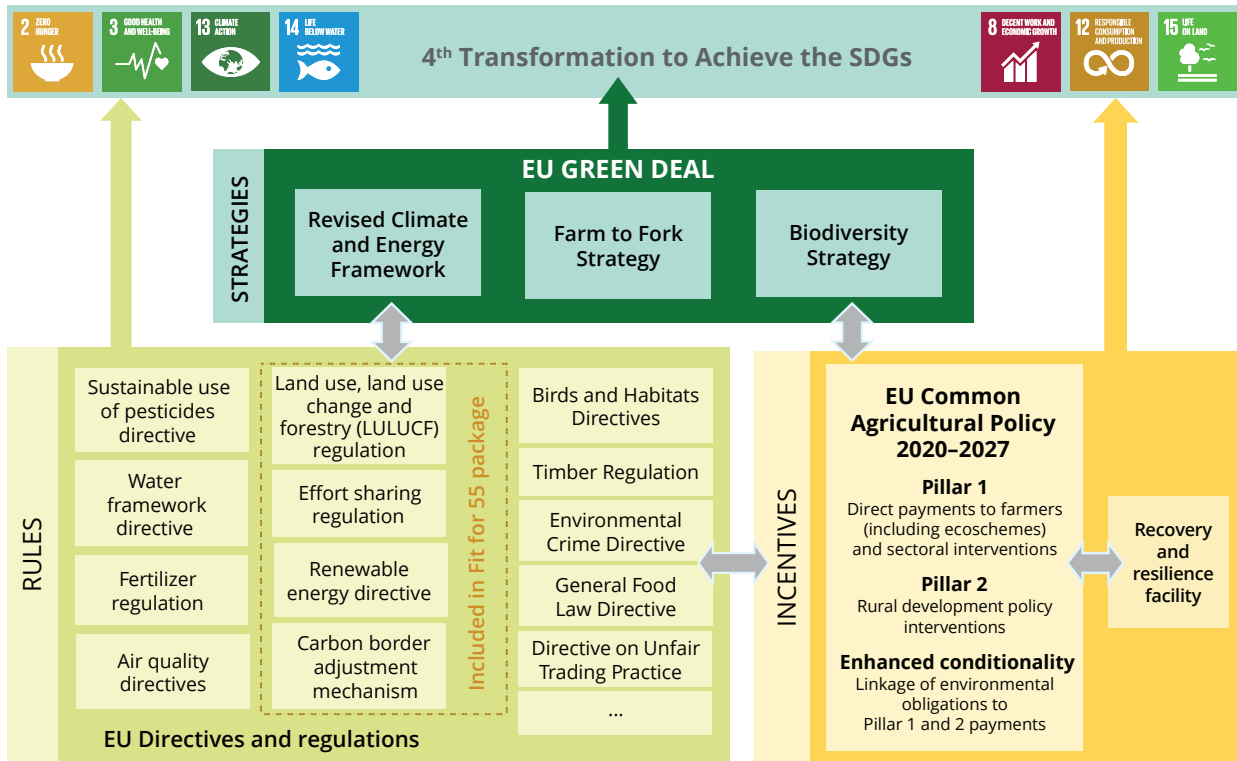 2 ZERO
HUNGER
3 GOOD HEALTH
AND WELL-BEING
13 CLIMATE
ACTION
14 LIFE
BELOW WATER
4th Transformation to Achieve the SDGs
8 DECENT WORK AND
ECONOMIC GROWTH
12 RESPONSIBLE
CONSUMPTION
AND PRODUCTION
15 LIFE
ON LAND
STRATEGIES
EU GREEN DEAL
Revised Climate
and Energy
Framework
Farm to Fork
Strategy
Biodiversity
Strategy
RULES
Sustainable use
of pesticides
directive
Water
framework
directive
Fertilizer
regulation
Air quality
directives
Land use, land use
change and
forestry (LULUCF)
regulation
Effort sharing
regulation
Renewable
energy directive
Carbon border
adjustment
mechanism
Included in Fit for 55 package
Birds and Habitats
Directives
Timber Regulation
Environmental
Crime Directive
General Food
Law Directive
Directive on Unfair
Trading Practice
...
EU Directives and regulations
INCENTIVES
EU Common
Agricultural Policy
2020–2027
Pillar 1
Direct payments to farmers
(including ecoschemes)
and sectoral interventions
Pillar 2
Rural development policy
interventions
Enhanced conditionality
Linkage of environmental
obligations to
Pillar 1 and 2 payments
Recovery
and
resilience
facility